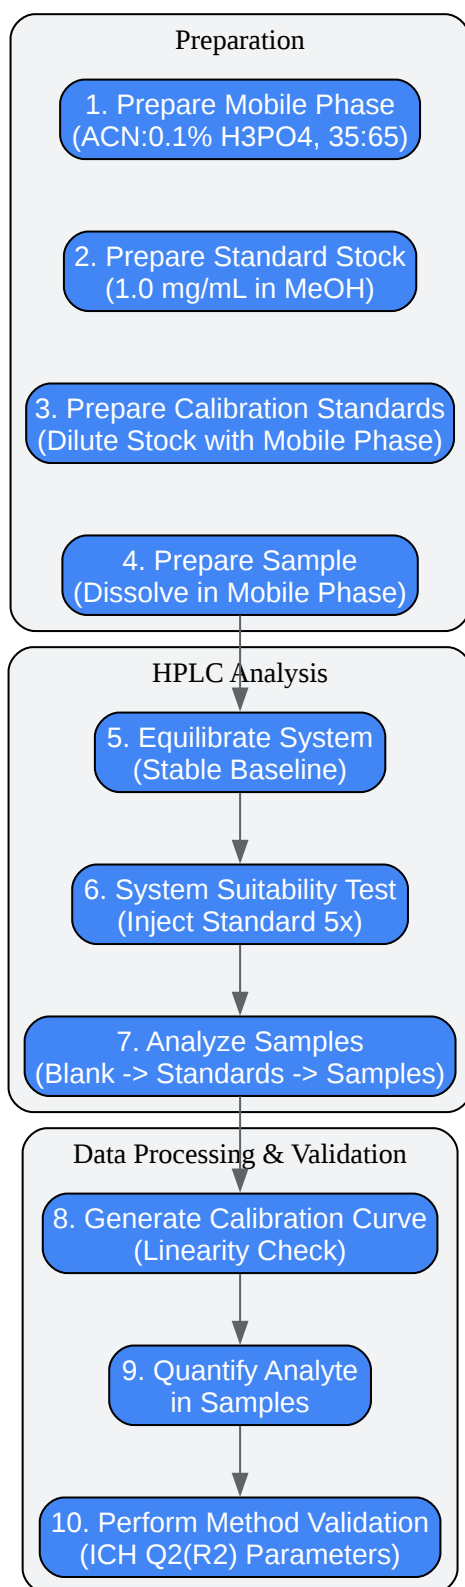 Preparation
1. Prepare Mobile Phase
(ACN:0.1% H3PO4, 35:65)
2. Prepare Standard Stock
(1.0 mg/mL in MeOH)
3. Prepare Calibration Standards
(Dilute Stock with Mobile Phase)
4. Prepare Sample
(Dissolve in Mobile Phase)
HPLC Analysis
5. Equilibrate System
(Stable Baseline)
6. System Suitability Test
(Inject Standard 5x)
7. Analyze Samples
(Blank -> Standards -> Samples)
Data Processing & Validation
8. Generate Calibration Curve
(Linearity Check)
9. Quantify Analyte
in Samples
10. Perform Method Validation
(ICH Q2(R2) Parameters)